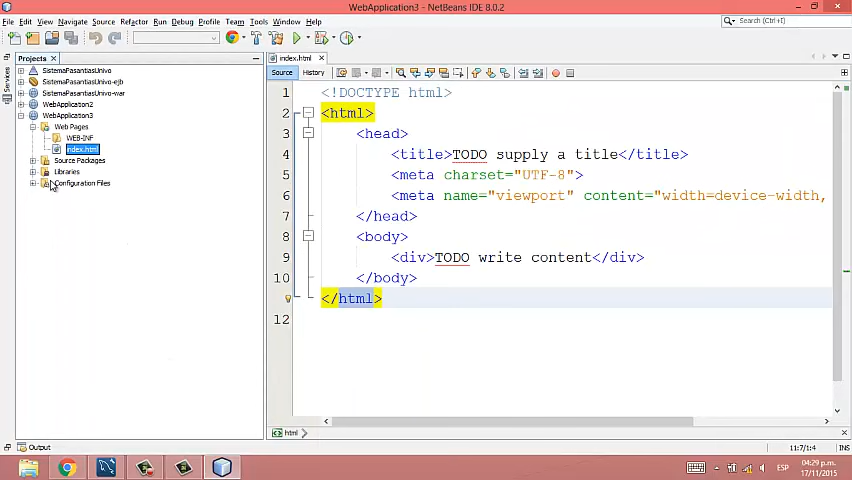 WebApplication3 - NetBeans IDE 8.0.2
File Edit View Navigate Source Refactor Run Debug Profile Team Tools Window Help
Search (Ctrl+I)
Projects
index.html
Services
Source History
SistemaPasantiasUnivo
SistemaPasantiasUnivo-ejb
SistemaPasantiasUnivo-war
WebApplication2
WebApplication3
Web Pages
WEB-INF
index.html
Source Packages
Libraries
Configuration Files
1 <!DOCTYPE html>
2 <html>
3 <head>
4 <title>TODO supply a title</title>
5 <meta charset="UTF-8">
6 <meta name="viewport" content="width=device-width,
7 </head>
8 <body>
9 <div>TODO write content</div>
10 </body>
</html>
12
html
Output
11:7/1:4 INS
ESP
04:29 p.m.
17/11/2015